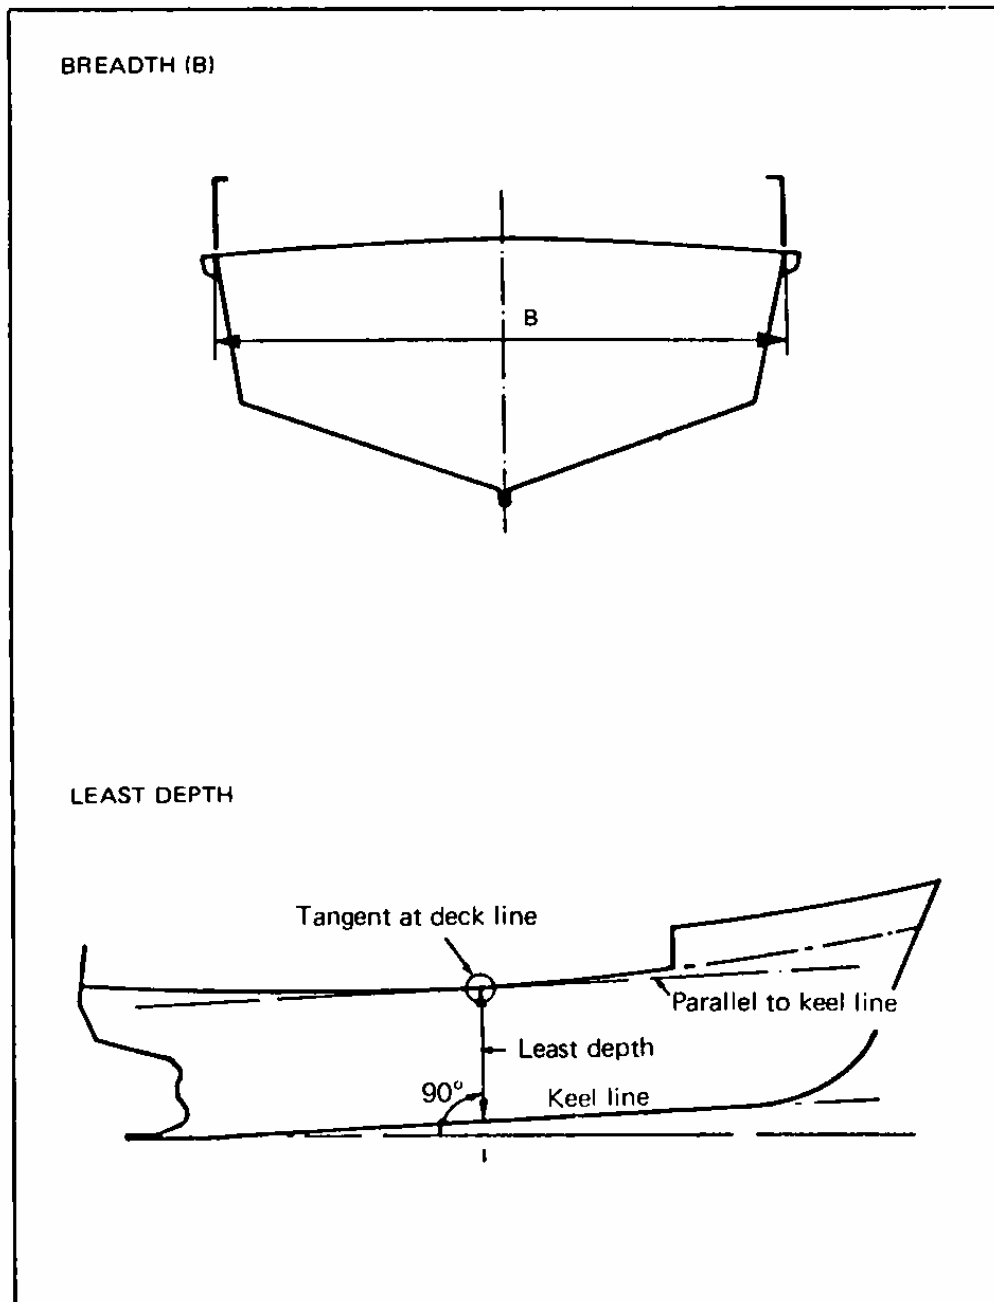 BREADTH (B)
B
LEAST DEPTH
Tangent at deck line
Parallel to keel line
Least depth
90°
Keel line